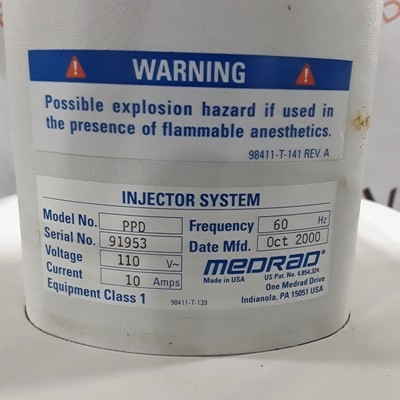 WARNING
Possible explosion hazard if used in
the presence of flammable anesthetics.
98411-T-141 REV. A
INJECTOR SYSTEM
Model No. PPD Frequency 60 Hz
Serial No. 91953 Date Mfd. Oct 2000
Voltage 110 V~
Current 10 Amps
Equipment Class 1 98411-T-139
MEDRAD®
Made in USA US Pat. No. 4,854,324
One Medrad Drive
Indianola, PA 15051 USA